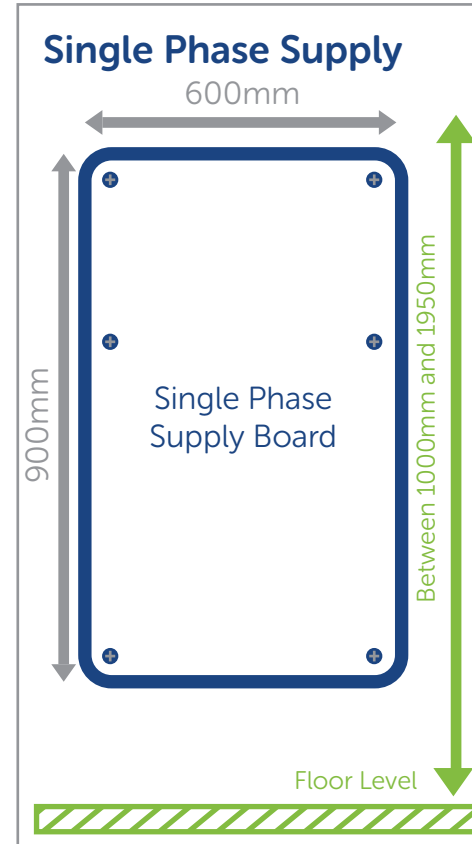 Single Phase Supply
600mm
900mm
Single Phase
Supply Board
Between 1000mm and 1950mm
Floor Level